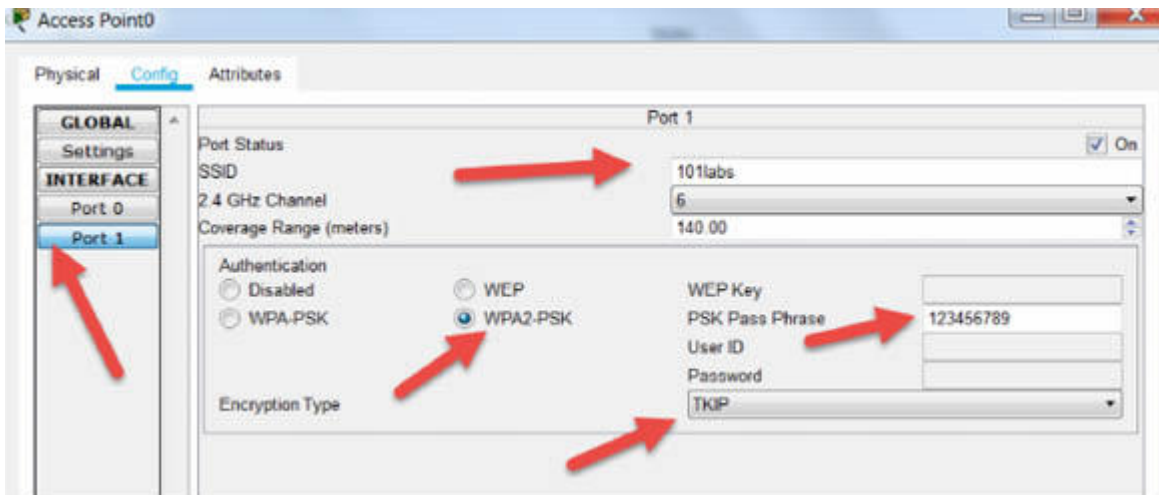 Access Point0
Physical Config Attributes
GLOBAL
Settings
INTERFACE
Port 0
Port 1
Port 1
Port Status On
SSID 101labs
2.4 GHz Channel 6
Coverage Range (meters) 140.00
Authentication
Disabled WEP WEP Key
WPA-PSK WPA2-PSK PSK Pass Phrase 123456789
User ID
Password
Encryption Type TKIP